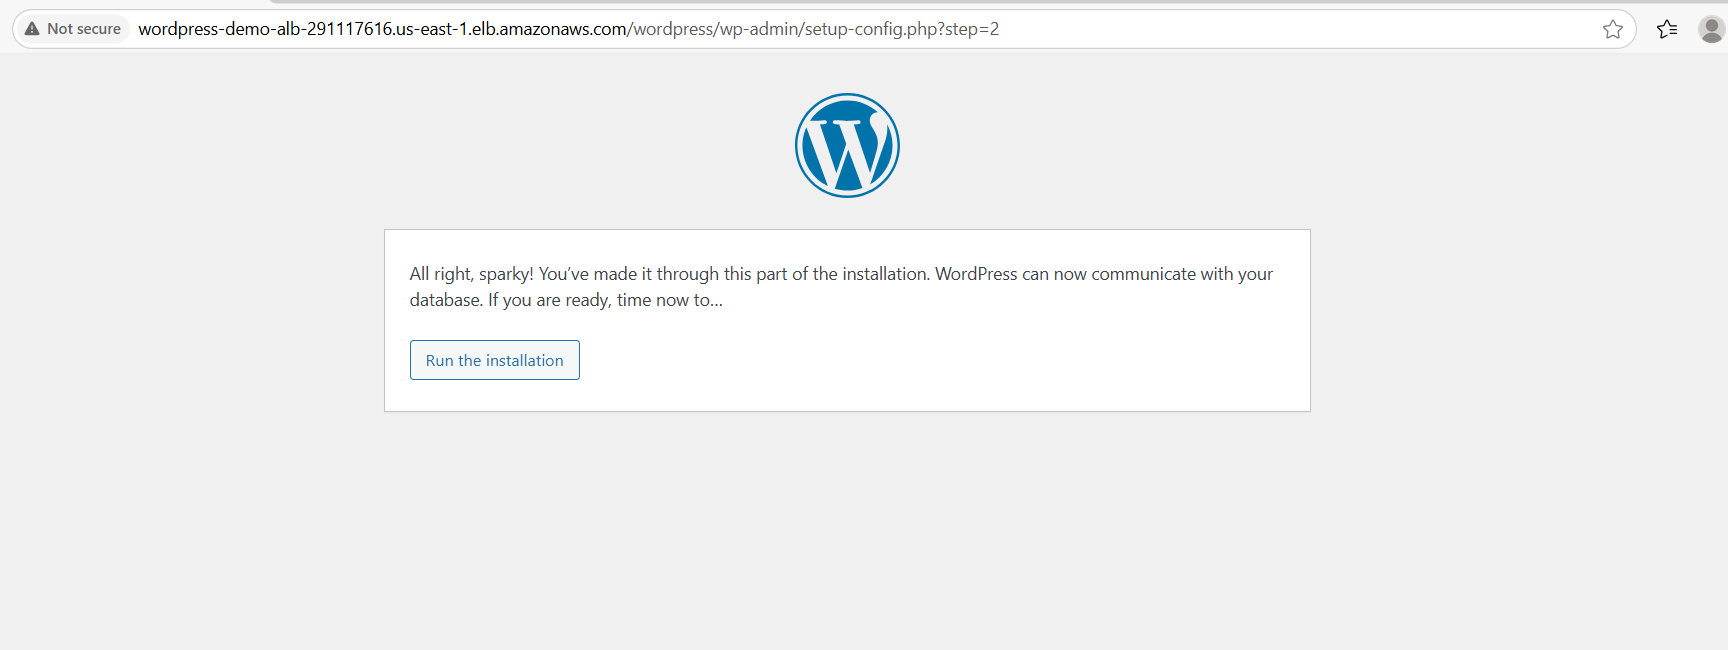 Not secure wordpress-demo-alb-291117616.us-east-1.elb.amazonaws.com/wordpress/wp-admin/setup-config.php?step=2
W
All right, sparky! You’ve made it through this part of the installation. WordPress can now communicate with your
database. If you are ready, time now to…
Run the installation